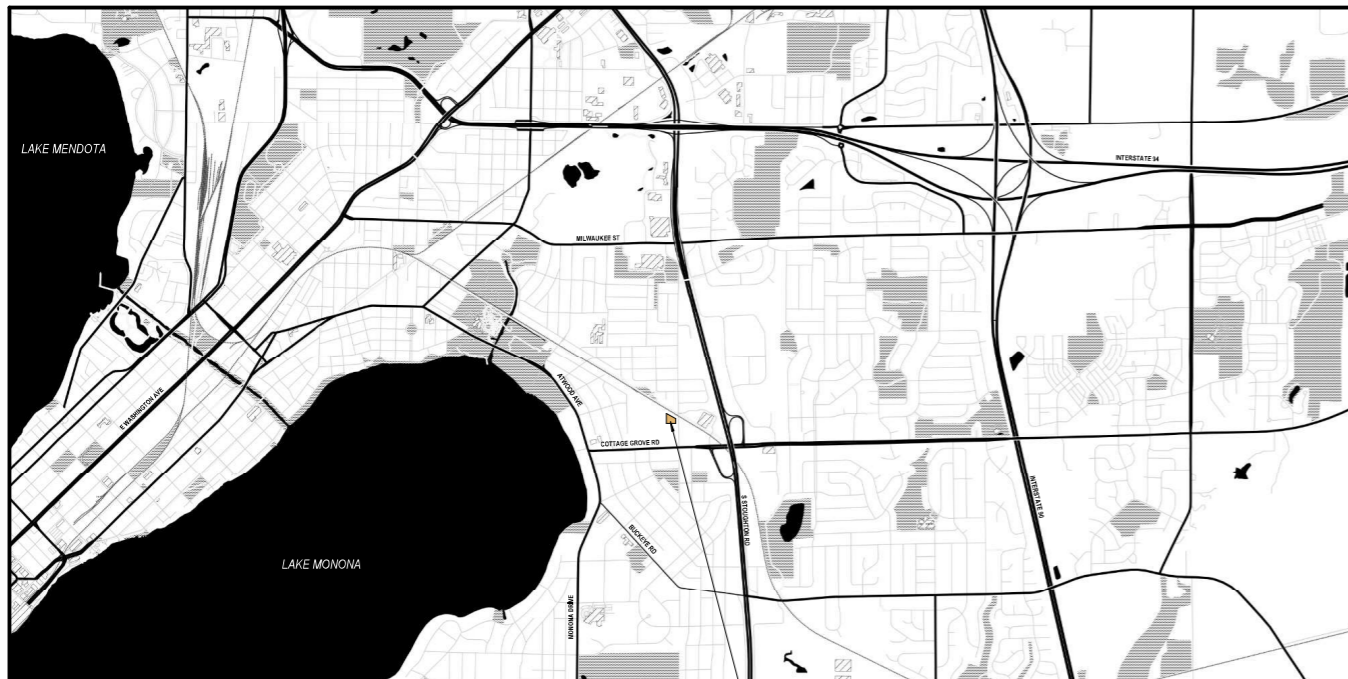 LAKE MENDOTA
INTERSTATE 94
MILWAUKEE ST
ATWOOD AVE
E WASHINGTON AVE
COTTAGE GROVE RD
INTERSTATE 90
S STOUGHTON RD
BUCKEYE RD
LAKE MONONA
MONONA DRIVE